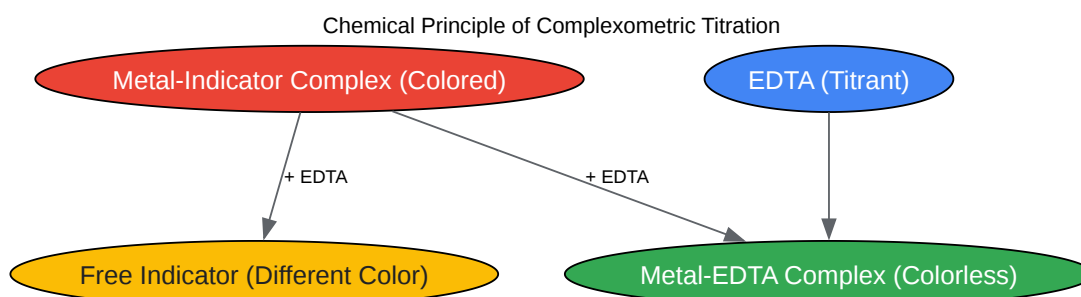 Chemical Principle of Complexometric Titration
Metal-Indicator Complex (Colored)
EDTA (Titrant)
+ EDTA
+ EDTA
Free Indicator (Different Color)
Metal-EDTA Complex (Colorless)